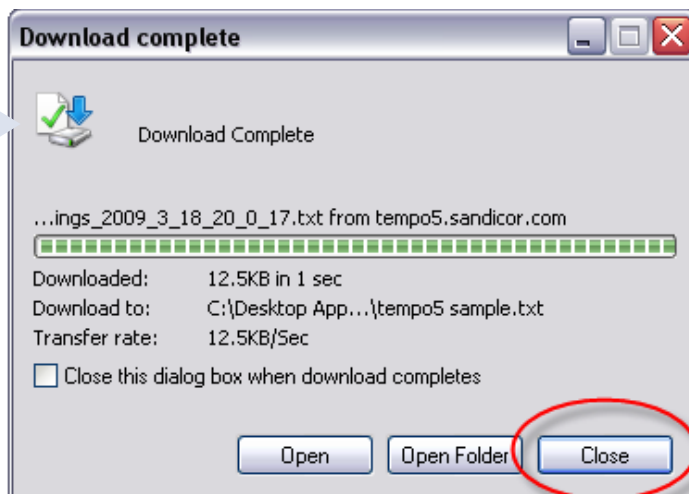 Download complete
Download Complete
...ings_2009_3_18_20_0_17.txt from tempo5.sandicor.com
Downloaded: 12.5KB in 1 sec
Download to: C:\Desktop App...\tempo5 sample.txt
Transfer rate: 12.5KB/Sec
Close this dialog box when download completes
Open Open Folder Close